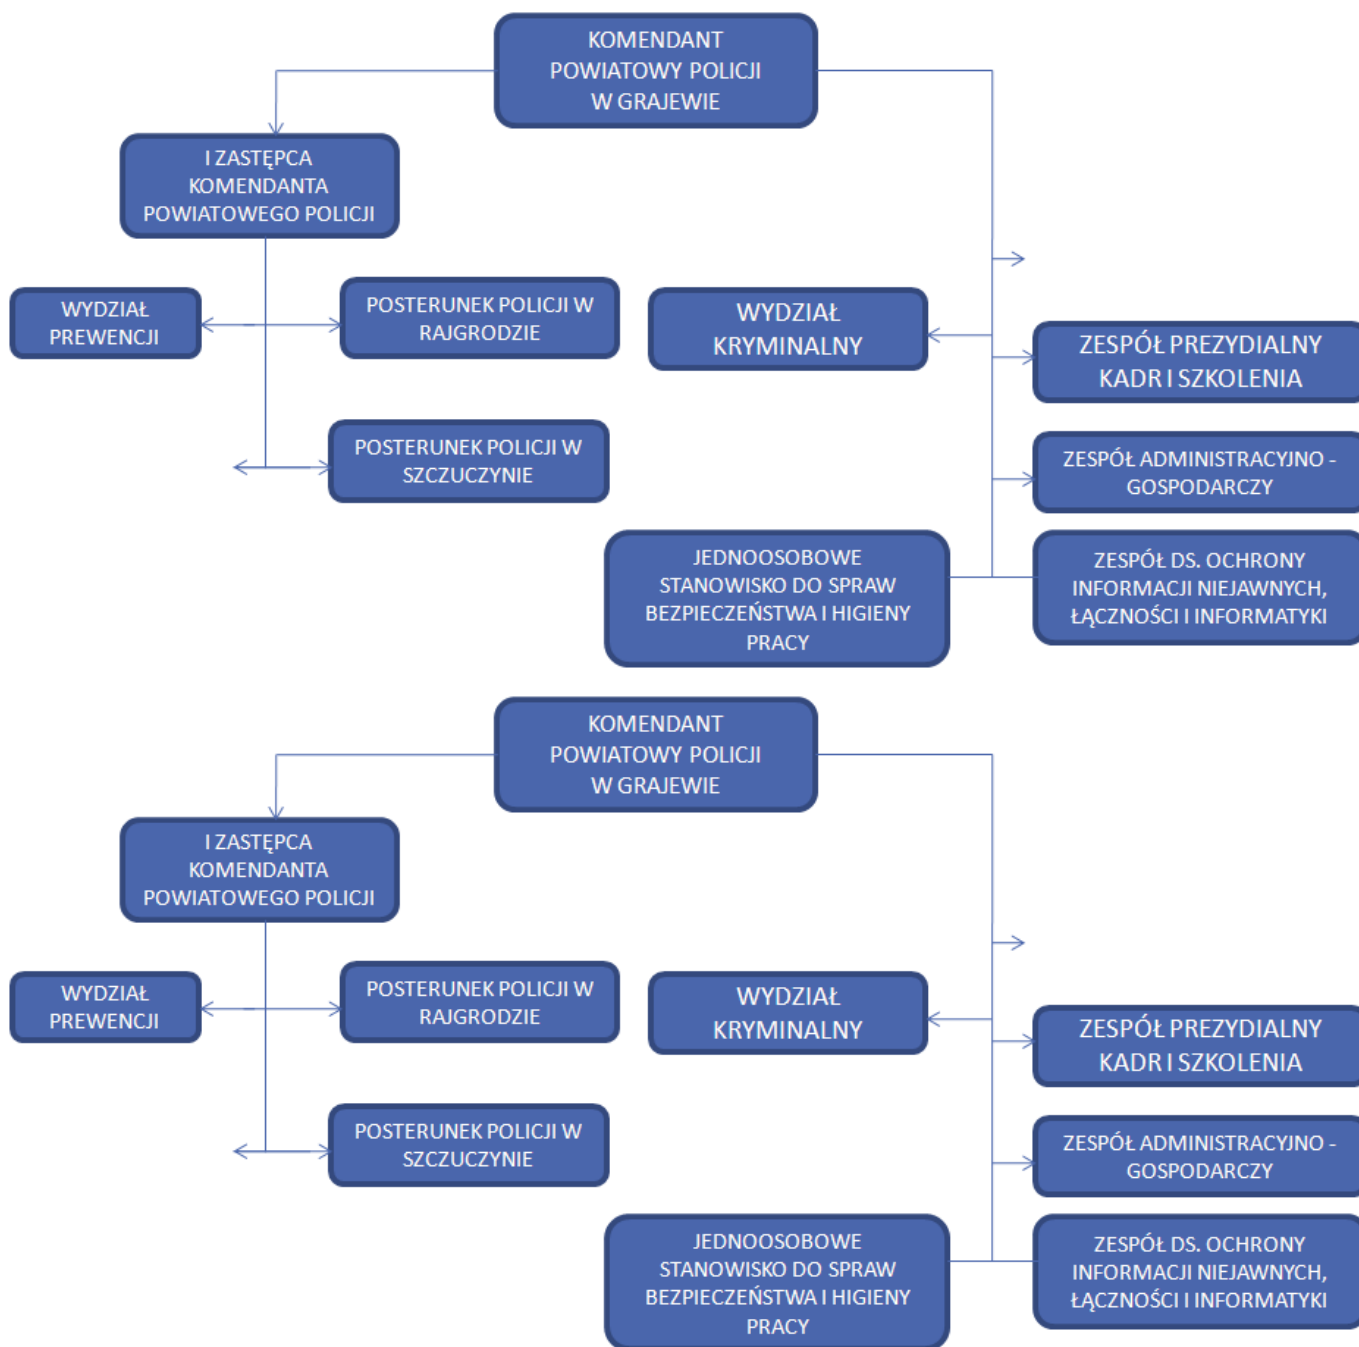 KOMENDANT
POWIATOWY POLICJI
W GRAJEWIE
I ZASTĘPCA
KOMENDANTA
POWIATOWEGO POLICJI
WYDZIAŁ
PREWENCJI
POSTERUNEK POLICJI W
RAJGRODZIE
WYDZIAŁ
KRYMINALNY
ZESPÓŁ PREZYDIALNY
KADR I SZKOLENIA
POSTERUNEK POLICJI W
SZCZUCZYNIE
ZESPÓŁ ADMINISTRACYJNO -
GOSPODARCZY
JEDNOOSOBOWE
STANOWISKO DO SPRAW
BEZPIECZEŃSTWA I HIGIENY
PRACY
ZESPÓŁ DS. OCHRONY
INFORMACJI NIEJAWNYCH,
ŁĄCZNOŚCI I INFORMATYKI
KOMENDANT
POWIATOWY POLICJI
W GRAJEWIE
I ZASTĘPCA
KOMENDANTA
POWIATOWEGO POLICJI
WYDZIAŁ
PREWENCJI
POSTERUNEK POLICJI W
RAJGRODZIE
WYDZIAŁ
KRYMINALNY
ZESPÓŁ PREZYDIALNY
KADR I SZKOLENIA
POSTERUNEK POLICJI W
SZCZUCZYNIE
ZESPÓŁ ADMINISTRACYJNO -
GOSPODARCZY
JEDNOOSOBOWE
STANOWISKO DO SPRAW
BEZPIECZEŃSTWA I HIGIENY
PRACY
ZESPÓŁ DS. OCHRONY
INFORMACJI NIEJAWNYCH,
ŁĄCZNOŚCI I INFORMATYKI